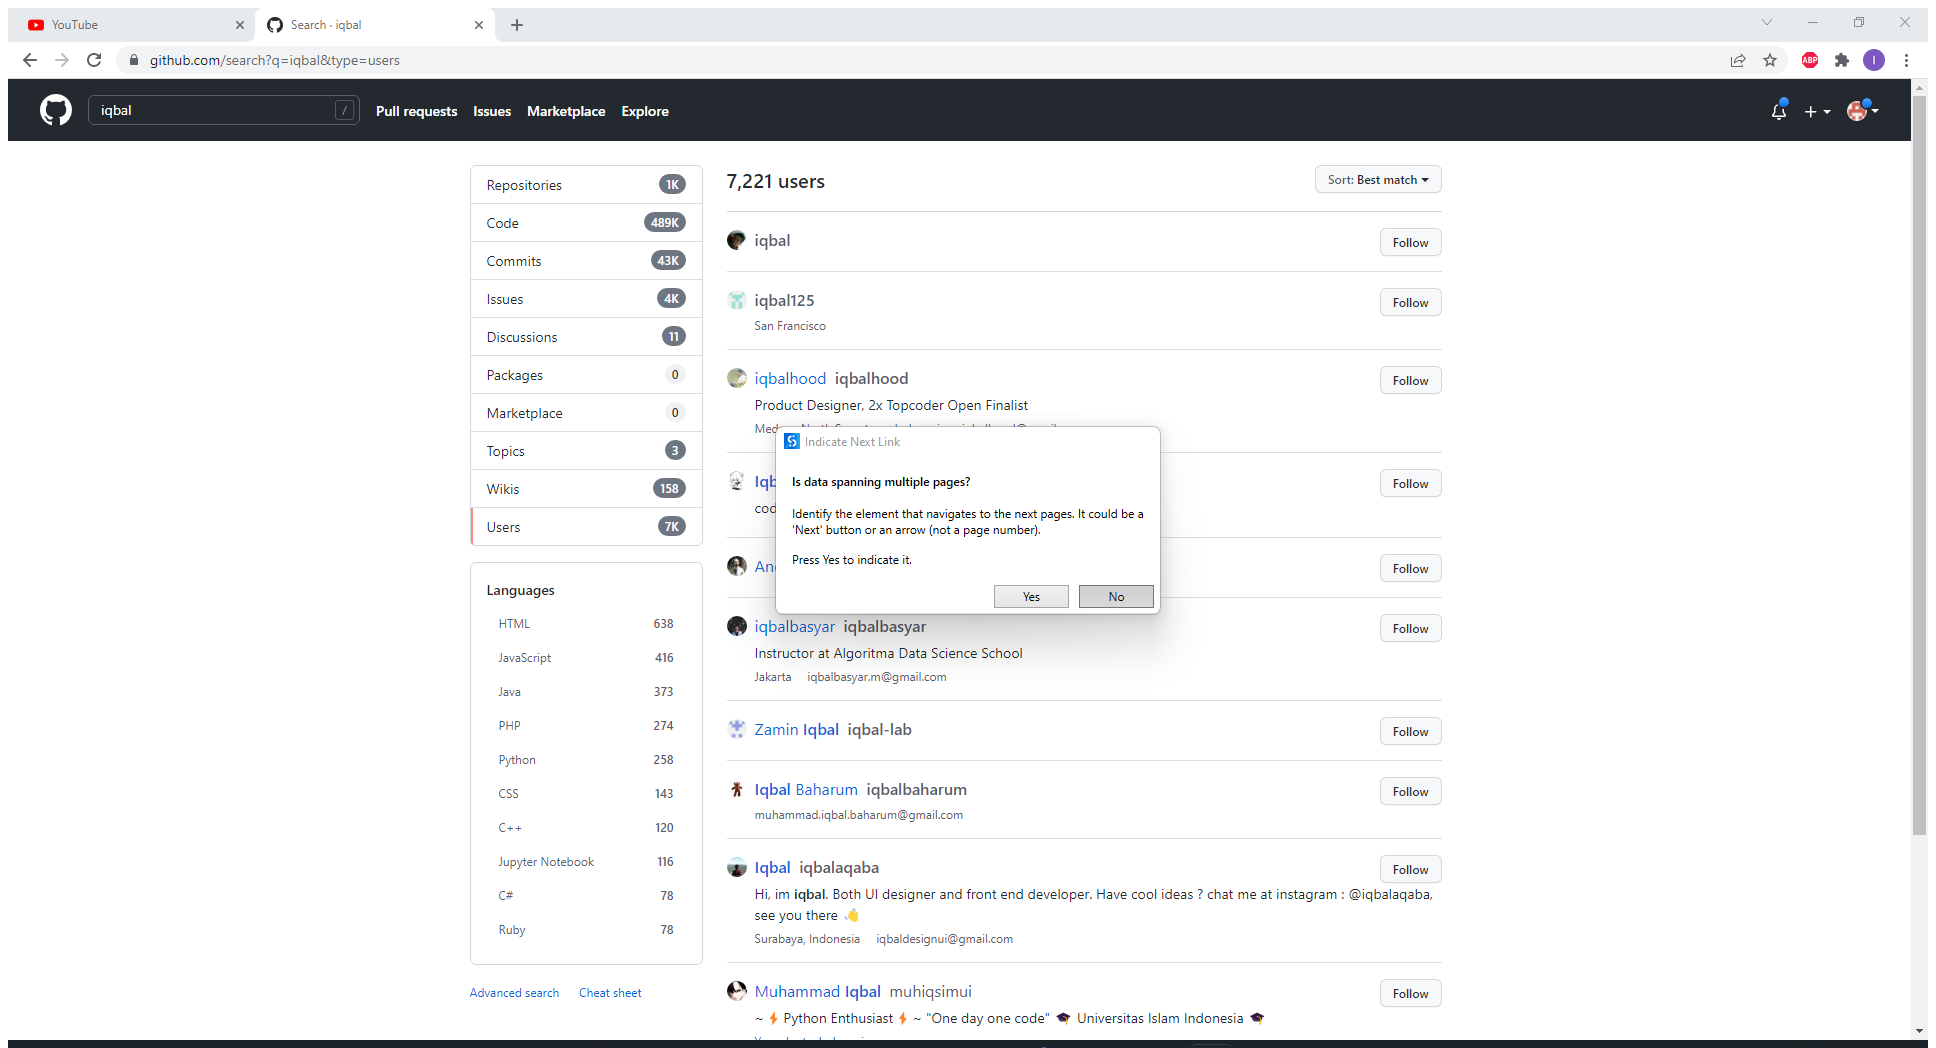 YouTube
Search · iqbal
github.com/search?q=iqbal&type=users
ABP
I
iqbal
/
Pull requests
Issues
Marketplace
Explore
Repositories 1K
Code 489K
Commits 43K
Issues 4K
Discussions 11
Packages 0
Marketplace 0
Topics 3
Wikis 158
Users 7K
Languages
HTML 638
JavaScript 416
Java 373
PHP 274
Python 258
CSS 143
C++ 120
Jupyter Notebook 116
C# 78
Ruby 78
Advanced search Cheat sheet
7,221 users
Sort: Best match
iqbal
Follow
iqbal125
Follow
San Francisco
iqbalhood iqbalhood
Follow
Product Designer, 2x Topcoder Open Finalist
Indicate Next Link
Is data spanning multiple pages?
Identify the element that navigates to the next pages. It could be a
'Next' button or an arrow (not a page number).
Press Yes to indicate it.
Yes
No
Follow
Follow
iqbalbasyar iqbalbasyar
Follow
Instructor at Algoritma Data Science School
Jakarta iqbalbasyar.m@gmail.com
Zamin Iqbal iqbal-lab
Follow
Iqbal Baharum iqbalbaharum
Follow
muhammad.iqbal.baharum@gmail.com
Iqbal iqbalaqaba
Follow
Hi, im iqbal. Both UI designer and front end developer. Have cool ideas ? chat me at instagram : @iqbalaqaba,
see you there 👋
Surabaya, Indonesia iqbaldesignui@gmail.com
Muhammad Iqbal muhiqsimui
Follow
~ ⚡ Python Enthusiast ⚡ ~ "One day one code" 🎓 Universitas Islam Indonesia 🎓